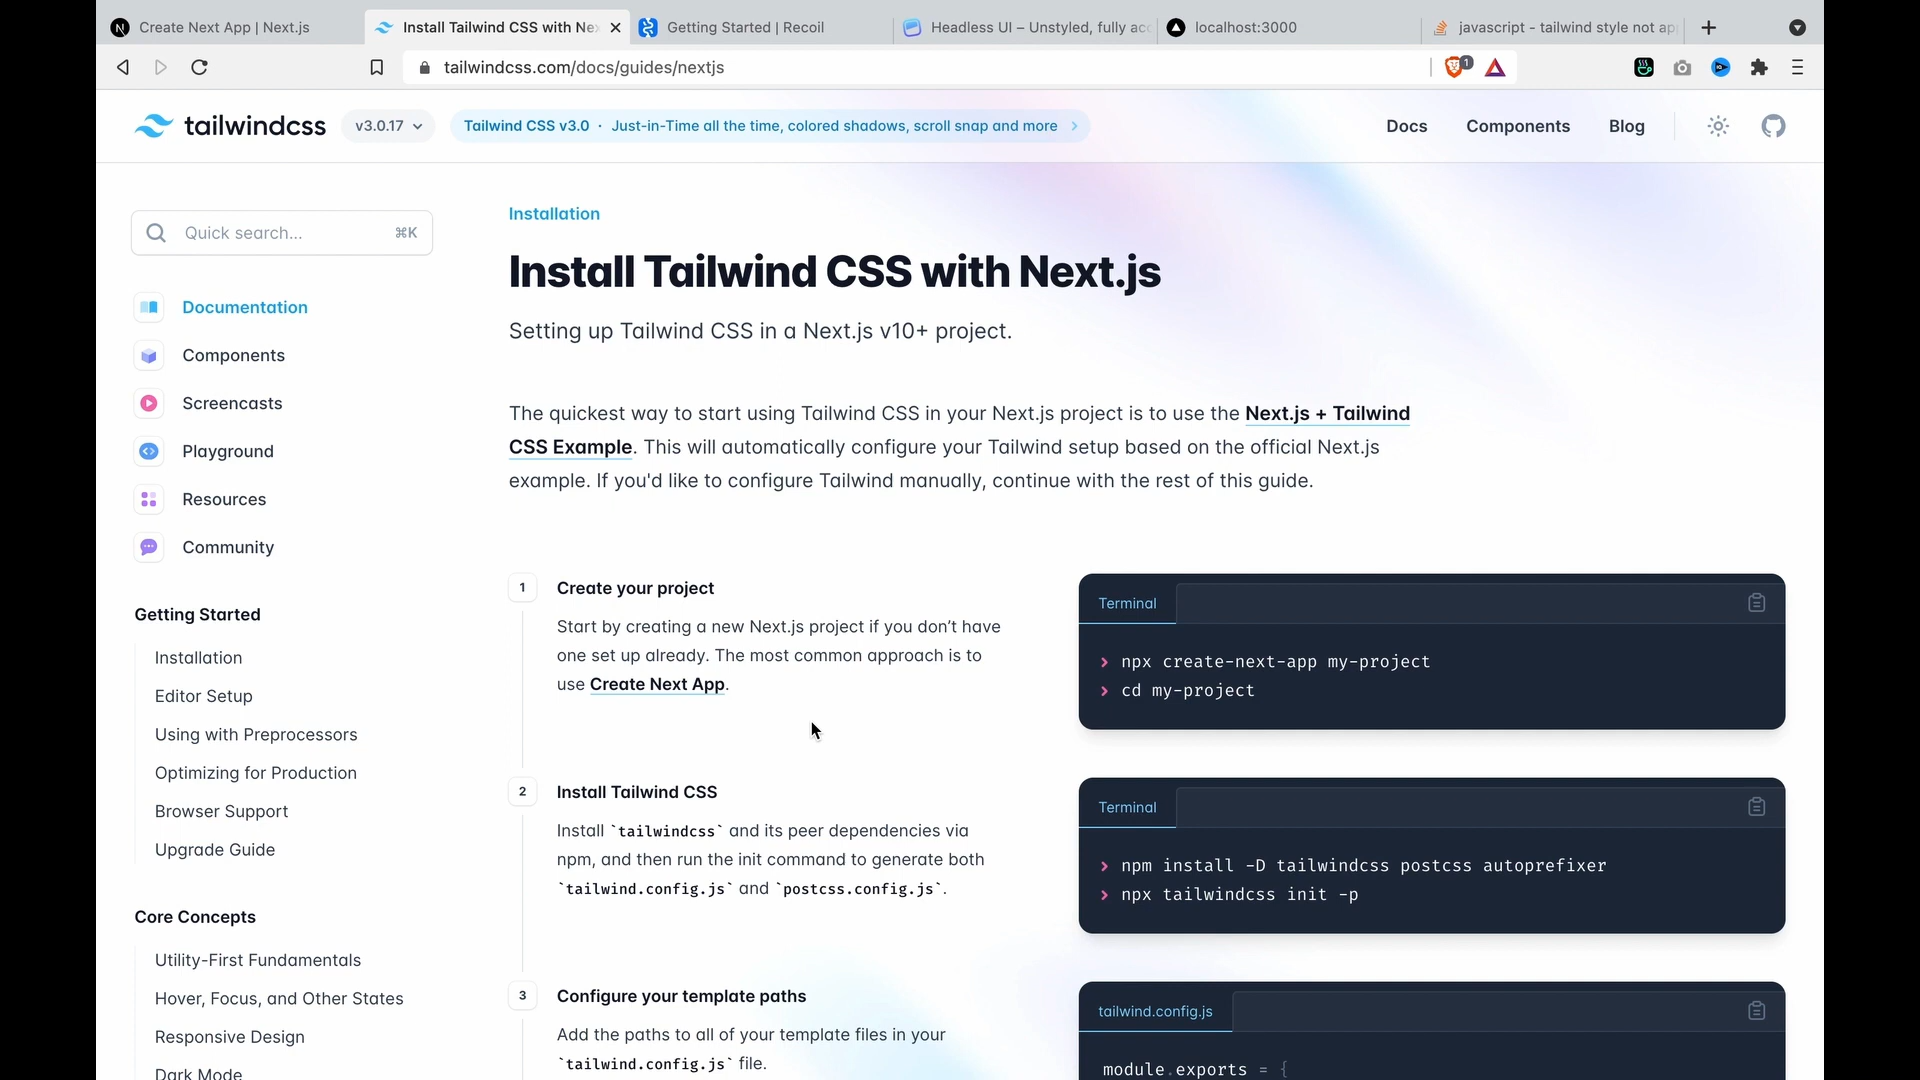 Create Next App | Next.js
Install Tailwind CSS with Nex
Getting Started | Recoil
Headless UI – Unstyled, fully acc
localhost:3000
javascript - tailwind style not app
tailwindcss.com/docs/guides/nextjs
1
tailwindcss
v3.0.17
Tailwind CSS v3.0 · Just-in-Time all the time, colored shadows, scroll snap and more
Docs
Components
Blog
Quick search...
⌘K
Documentation
Components
Screencasts
Playground
Resources
Community
Getting Started
Installation
Editor Setup
Using with Preprocessors
Optimizing for Production
Browser Support
Upgrade Guide
Core Concepts
Utility-First Fundamentals
Hover, Focus, and Other States
Responsive Design
Dark Mode
Installation
Install Tailwind CSS with Next.js
Setting up Tailwind CSS in a Next.js v10+ project.
The quickest way to start using Tailwind CSS in your Next.js project is to use the Next.js + Tailwind
CSS Example. This will automatically configure your Tailwind setup based on the official Next.js
example. If you'd like to configure Tailwind manually, continue with the rest of this guide.
1
Create your project
Start by creating a new Next.js project if you don’t have
one set up already. The most common approach is to
use Create Next App.
Terminal
> npx create-next-app my-project
> cd my-project
2
Install Tailwind CSS
Install `tailwindcss` and its peer dependencies via
npm, and then run the init command to generate both
`tailwind.config.js` and `postcss.config.js`.
Terminal
> npm install -D tailwindcss postcss autoprefixer
> npx tailwindcss init -p
3
Configure your template paths
Add the paths to all of your template files in your
`tailwind.config.js` file.
tailwind.config.js
module.exports = {